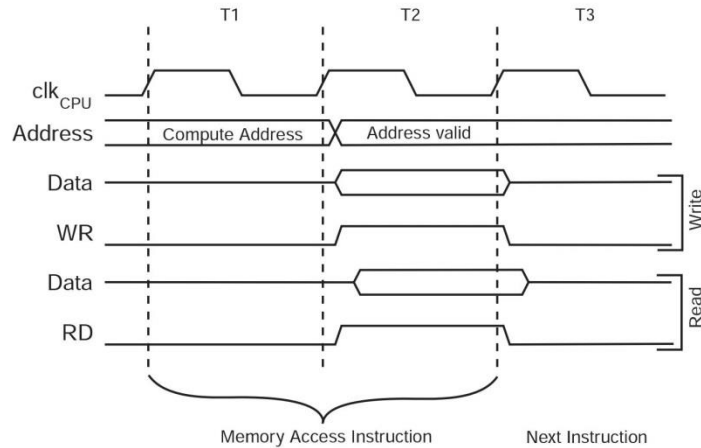 T1 T2 T3
clkCPU
Address Compute Address Address valid
Data
WR
Write
Data
RD
Read
Memory Access Instruction Next Instruction